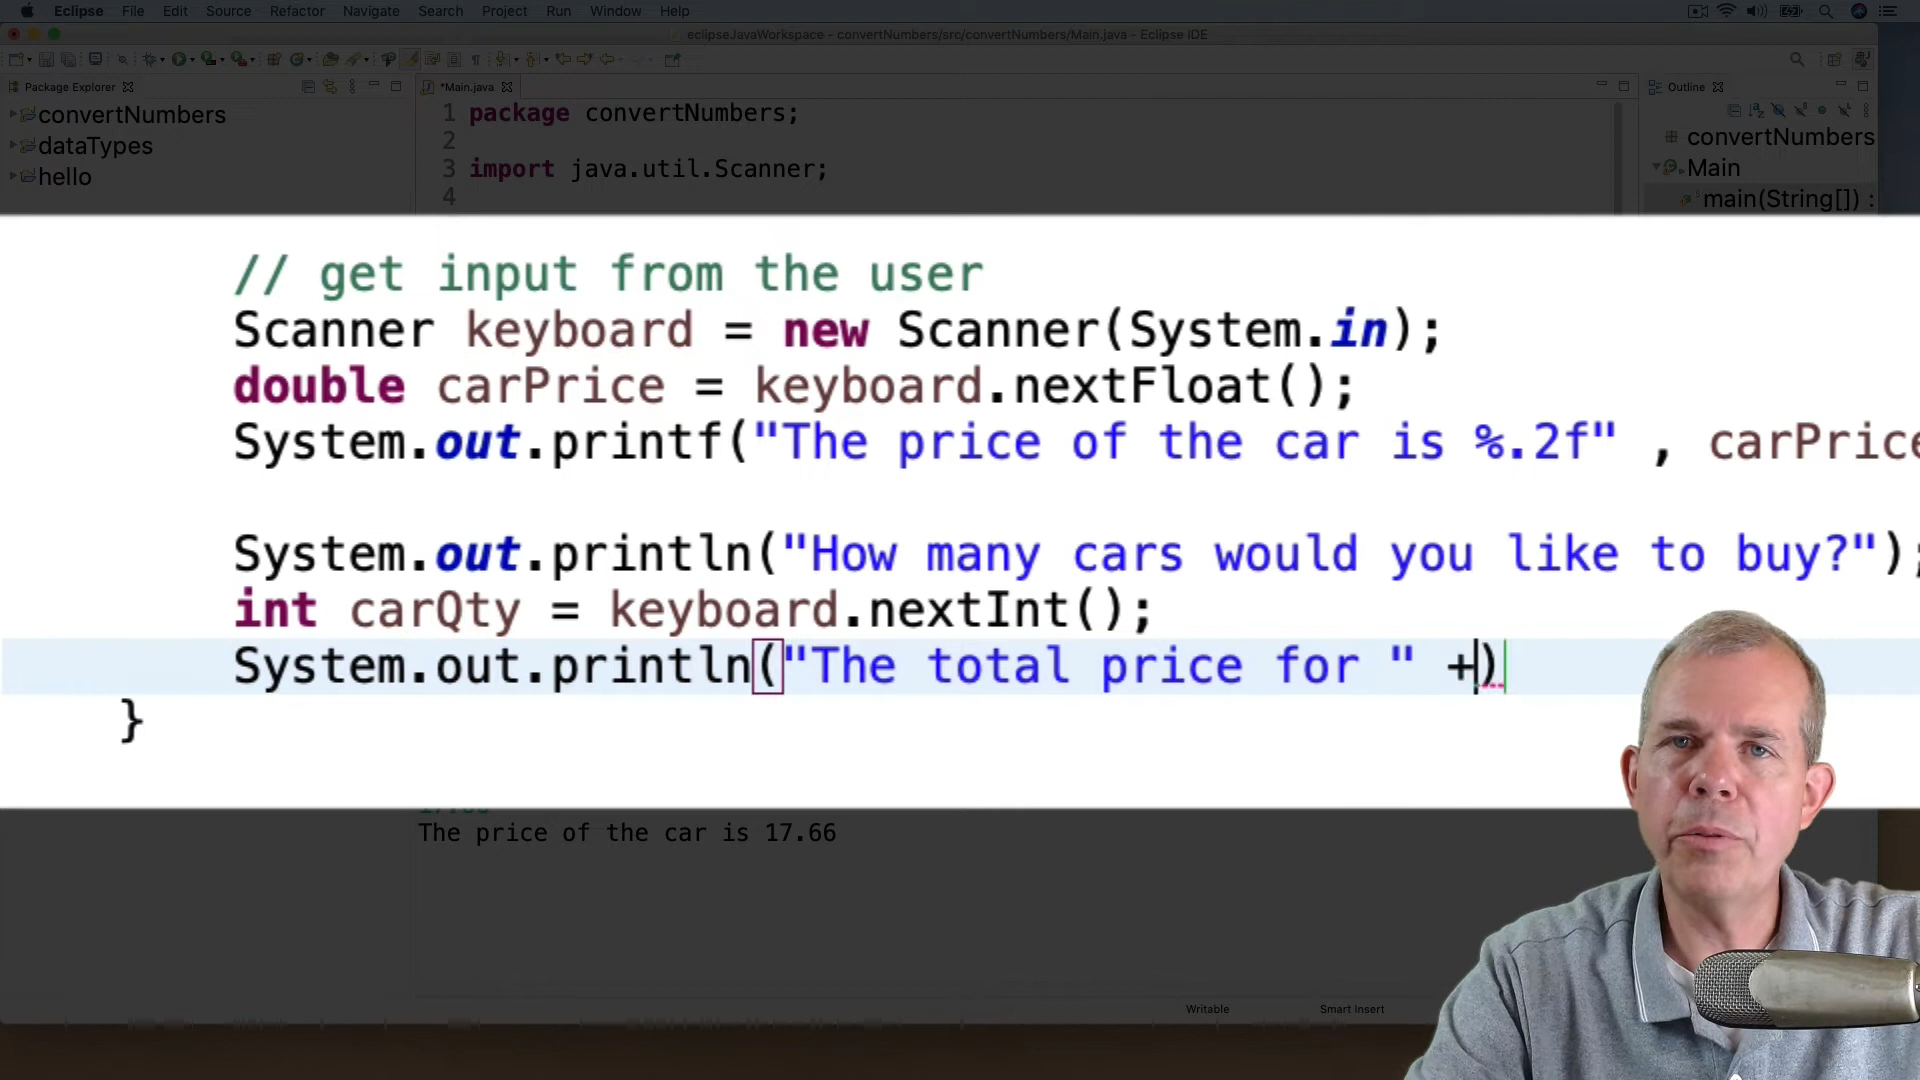 Eclipse File Edit Source Refactor Navigate Search Project Run Window Help
eclipseJavaWorkspace - convertNumbers/src/convertNumbers/Main.java - Eclipse IDE
Package Explorer
*Main.java
Outline
convertNumbers
dataTypes
hello
1 package convertNumbers;
2
3 import java.util.Scanner;
4
convertNumbers
Main
main(String[]) :
// get input from the user
Scanner keyboard = new Scanner(System.in);
double carPrice = keyboard.nextFloat();
System.out.printf("The price of the car is %.2f" , carPrice
System.out.println("How many cars would you like to buy?");
int carQty = keyboard.nextInt();
System.out.println("The total price for " +)
}
The price of the car is 17.66
Writable Smart Insert